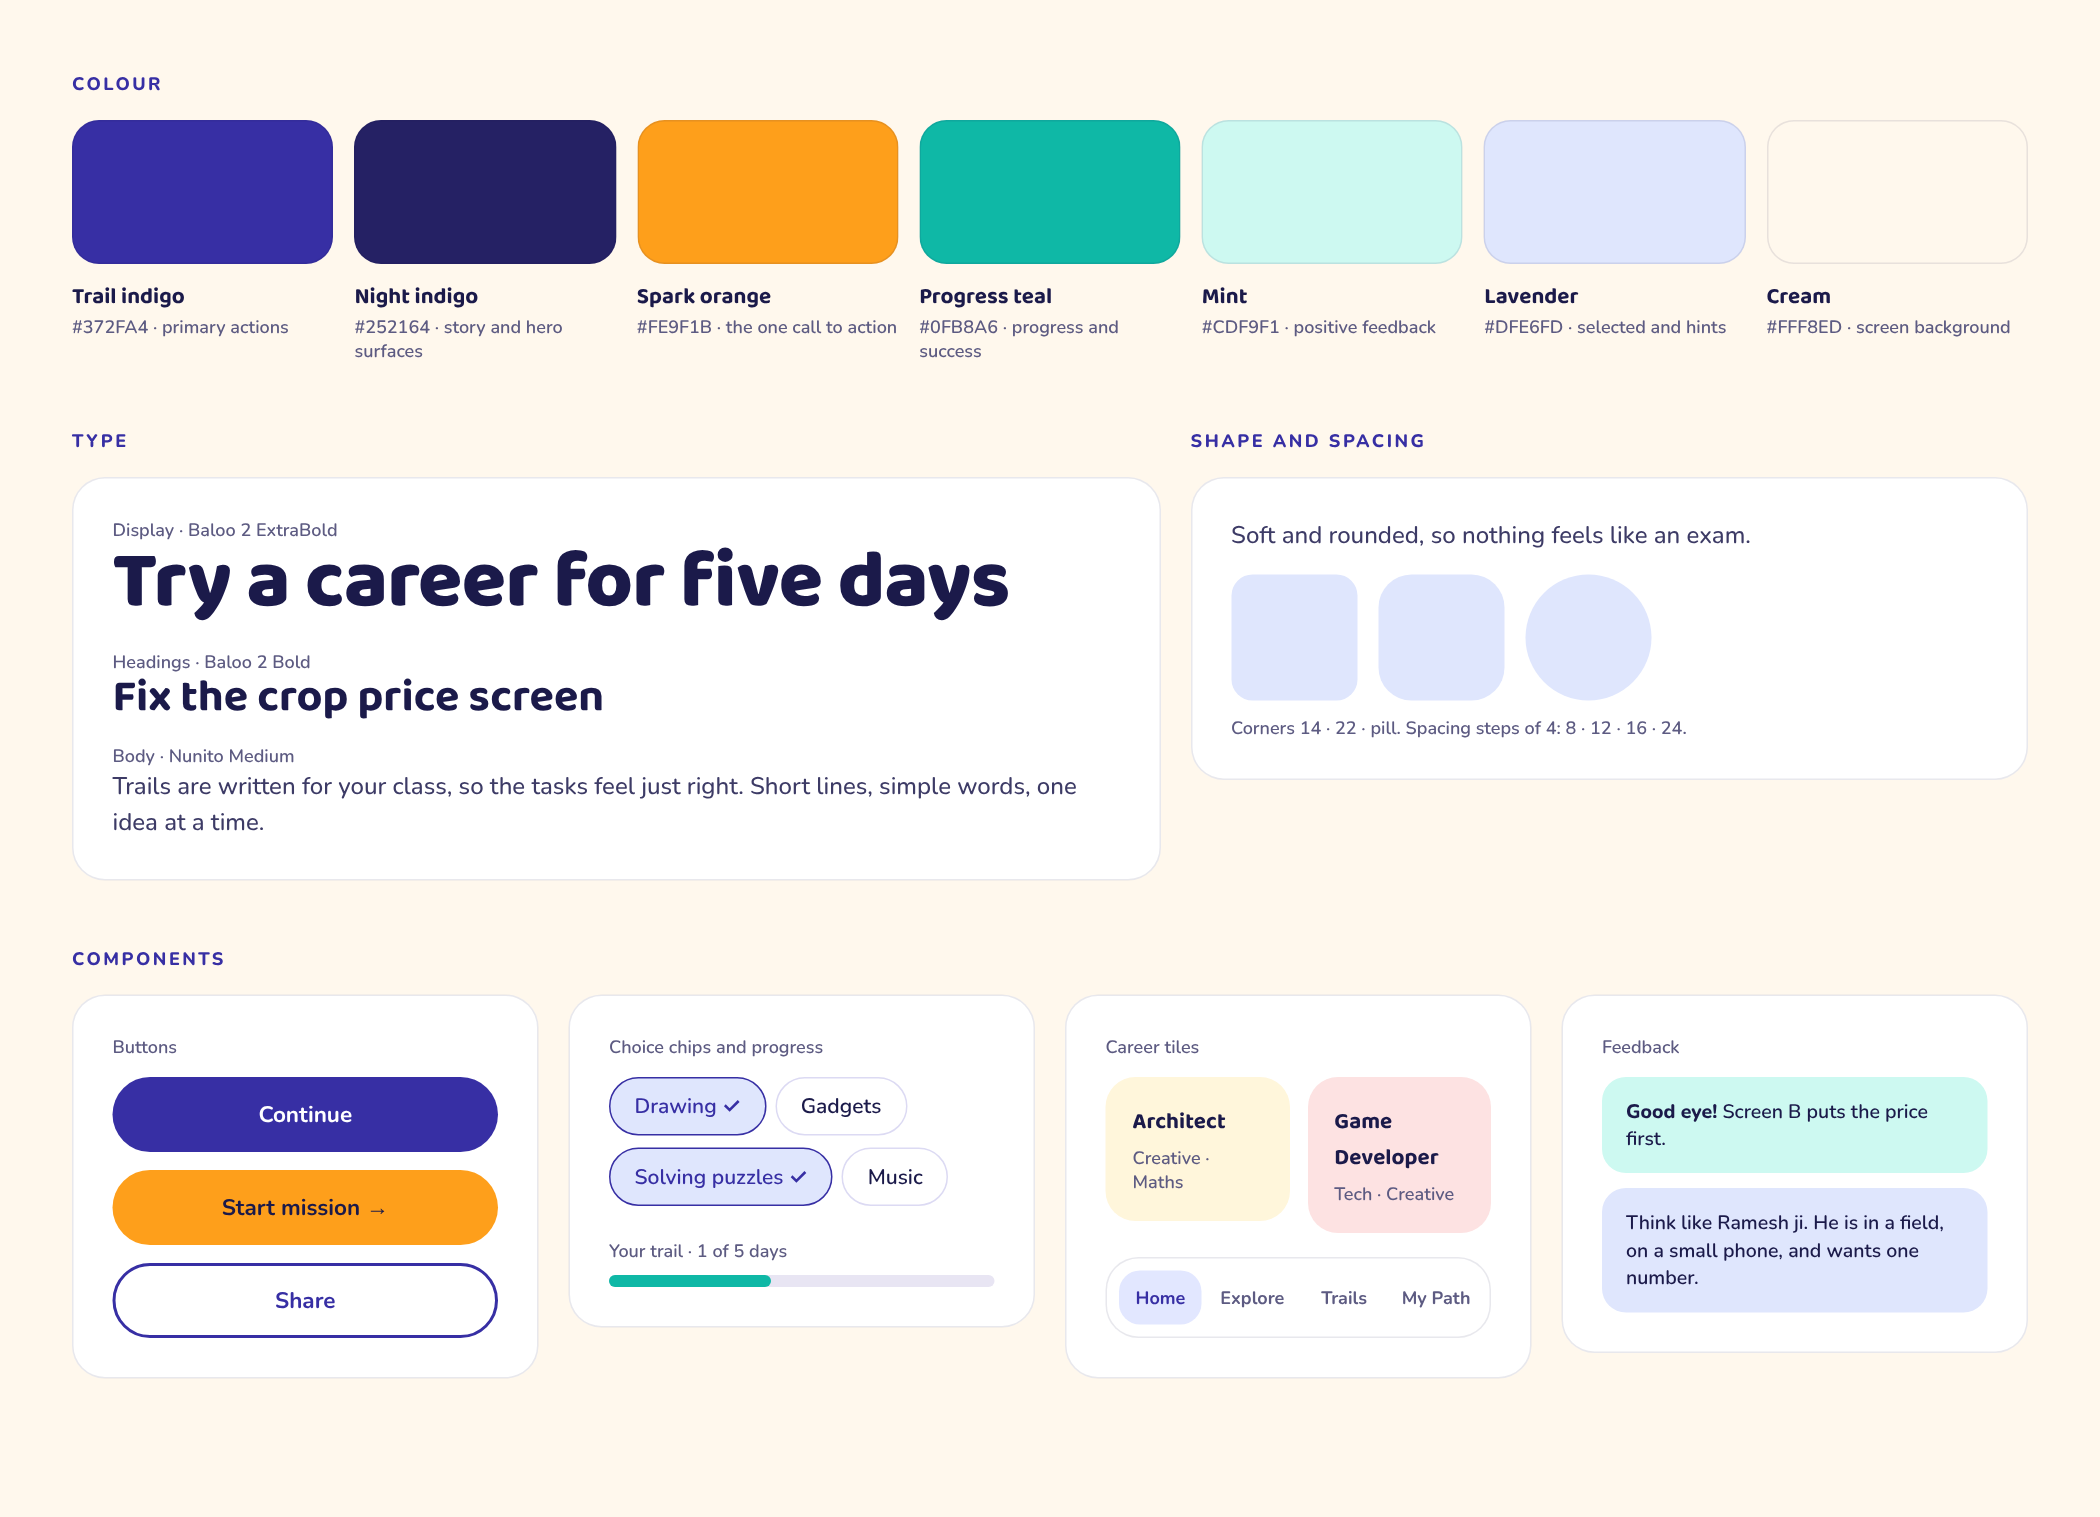 COLOUR
Trail indigo
#372FA4 · primary actions
Night indigo
#252164 · story and hero
surfaces
Spark orange
#FE9F1B · the one call to action
Progress teal
#0FB8A6 · progress and
success
Mint
#CDF9F1 · positive feedback
Lavender
#DFE6FD · selected and hints
Cream
#FFF8ED · screen background
TYPE
Display · Baloo 2 ExtraBold
Try a career for five days
Headings · Baloo 2 Bold
Fix the crop price screen
Body · Nunito Medium
Trails are written for your class, so the tasks feel just right. Short lines, simple words, one
idea at a time.
SHAPE AND SPACING
Soft and rounded, so nothing feels like an exam.
Corners 14 · 22 · pill. Spacing steps of 4: 8 · 12 · 16 · 24.
COMPONENTS
Buttons
Continue
Start mission →
Share
Choice chips and progress
Drawing ✓
Gadgets
Solving puzzles ✓
Music
Your trail · 1 of 5 days
Career tiles
Architect
Creative ·
Maths
Game
Developer
Tech · Creative
Home
Explore
Trails
My Path
Feedback
Good eye! Screen B puts the price
first.
Think like Ramesh ji. He is in a field,
on a small phone, and wants one
number.